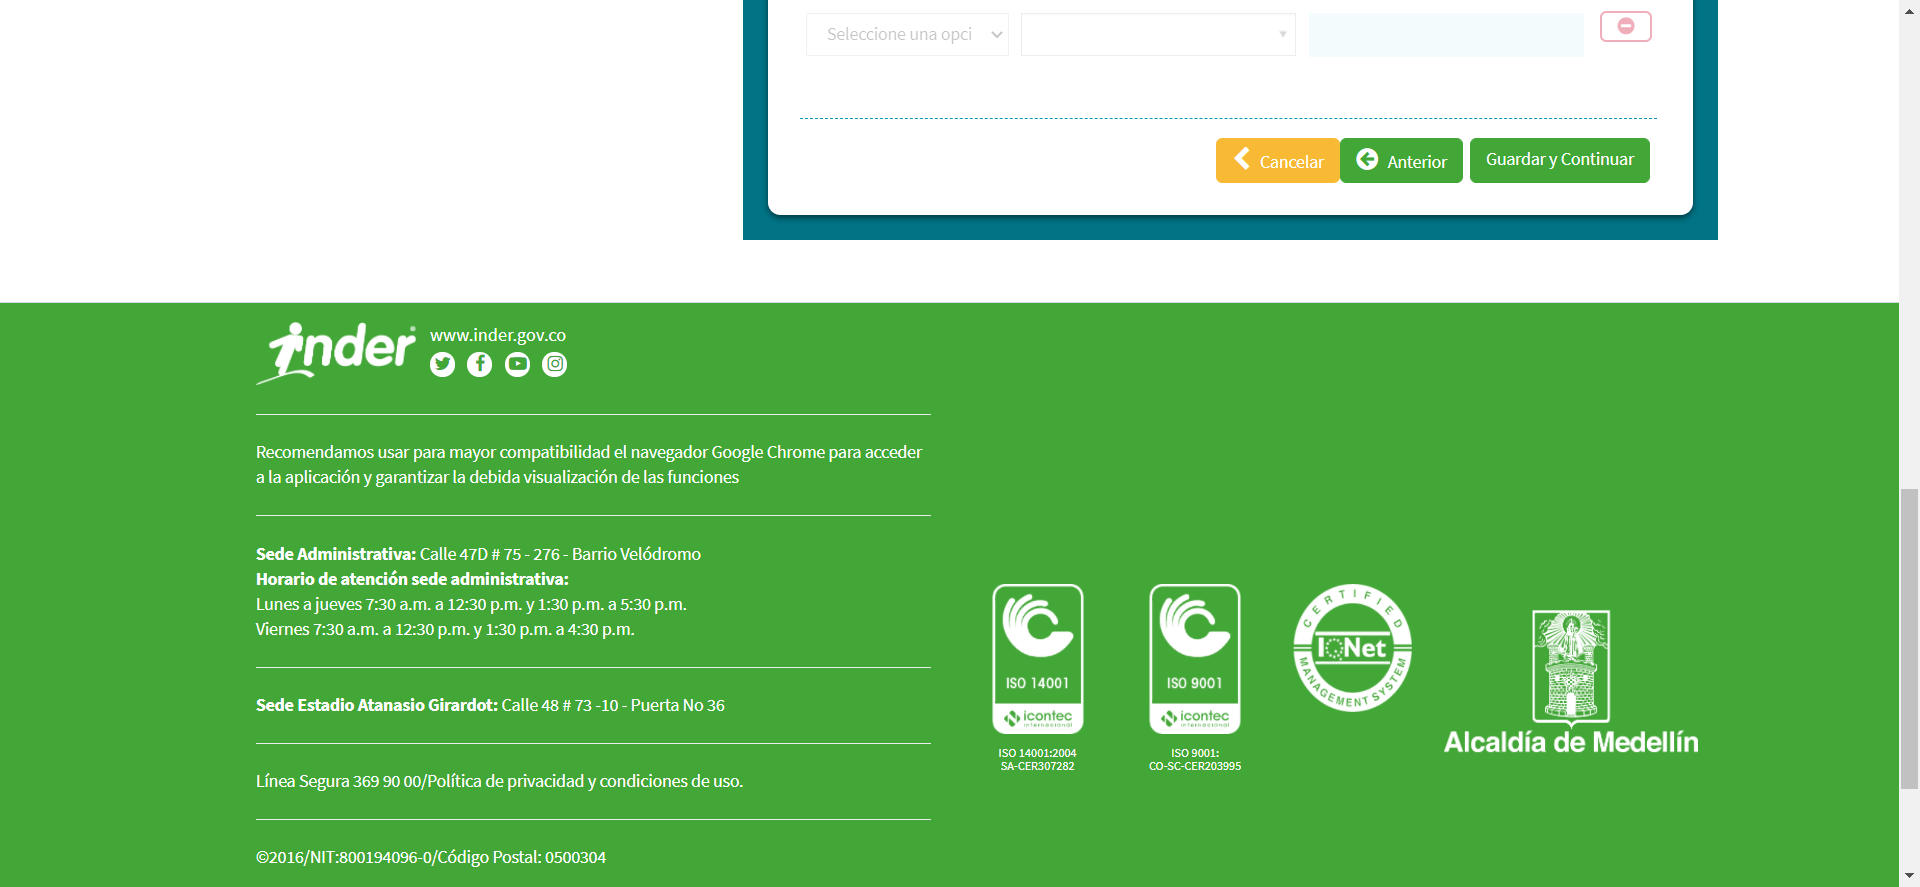 Seleccione una opci
Cancelar
Anterior
Guardar y Continuar
inder
www.inder.gov.co
Recomendamos usar para mayor compatibilidad el navegador Google Chrome para acceder
a la aplicación y garantizar la debida visualización de las funciones
Sede Administrativa: Calle 47D # 75 - 276 - Barrio Velódromo
Horario de atención sede administrativa:
Lunes a jueves 7:30 a.m. a 12:30 p.m. y 1:30 p.m. a 5:30 p.m.
Viernes 7:30 a.m. a 12:30 p.m. y 1:30 p.m. a 4:30 p.m.
Sede Estadio Atanasio Girardot: Calle 48 # 73 -10 - Puerta No 36
Línea Segura 369 90 00/Política de privacidad y condiciones de uso.
©2016/NIT:800194096-0/Código Postal: 0500304
ISO 14001
icontec
internacional
ISO 14001:2004
SA-CER307282
ISO 9001
icontec
internacional
ISO 9001:
CO-SC-CER203995
CERTIFIED
IQNet
MANAGEMENT SYSTEM
Alcaldía de Medellín